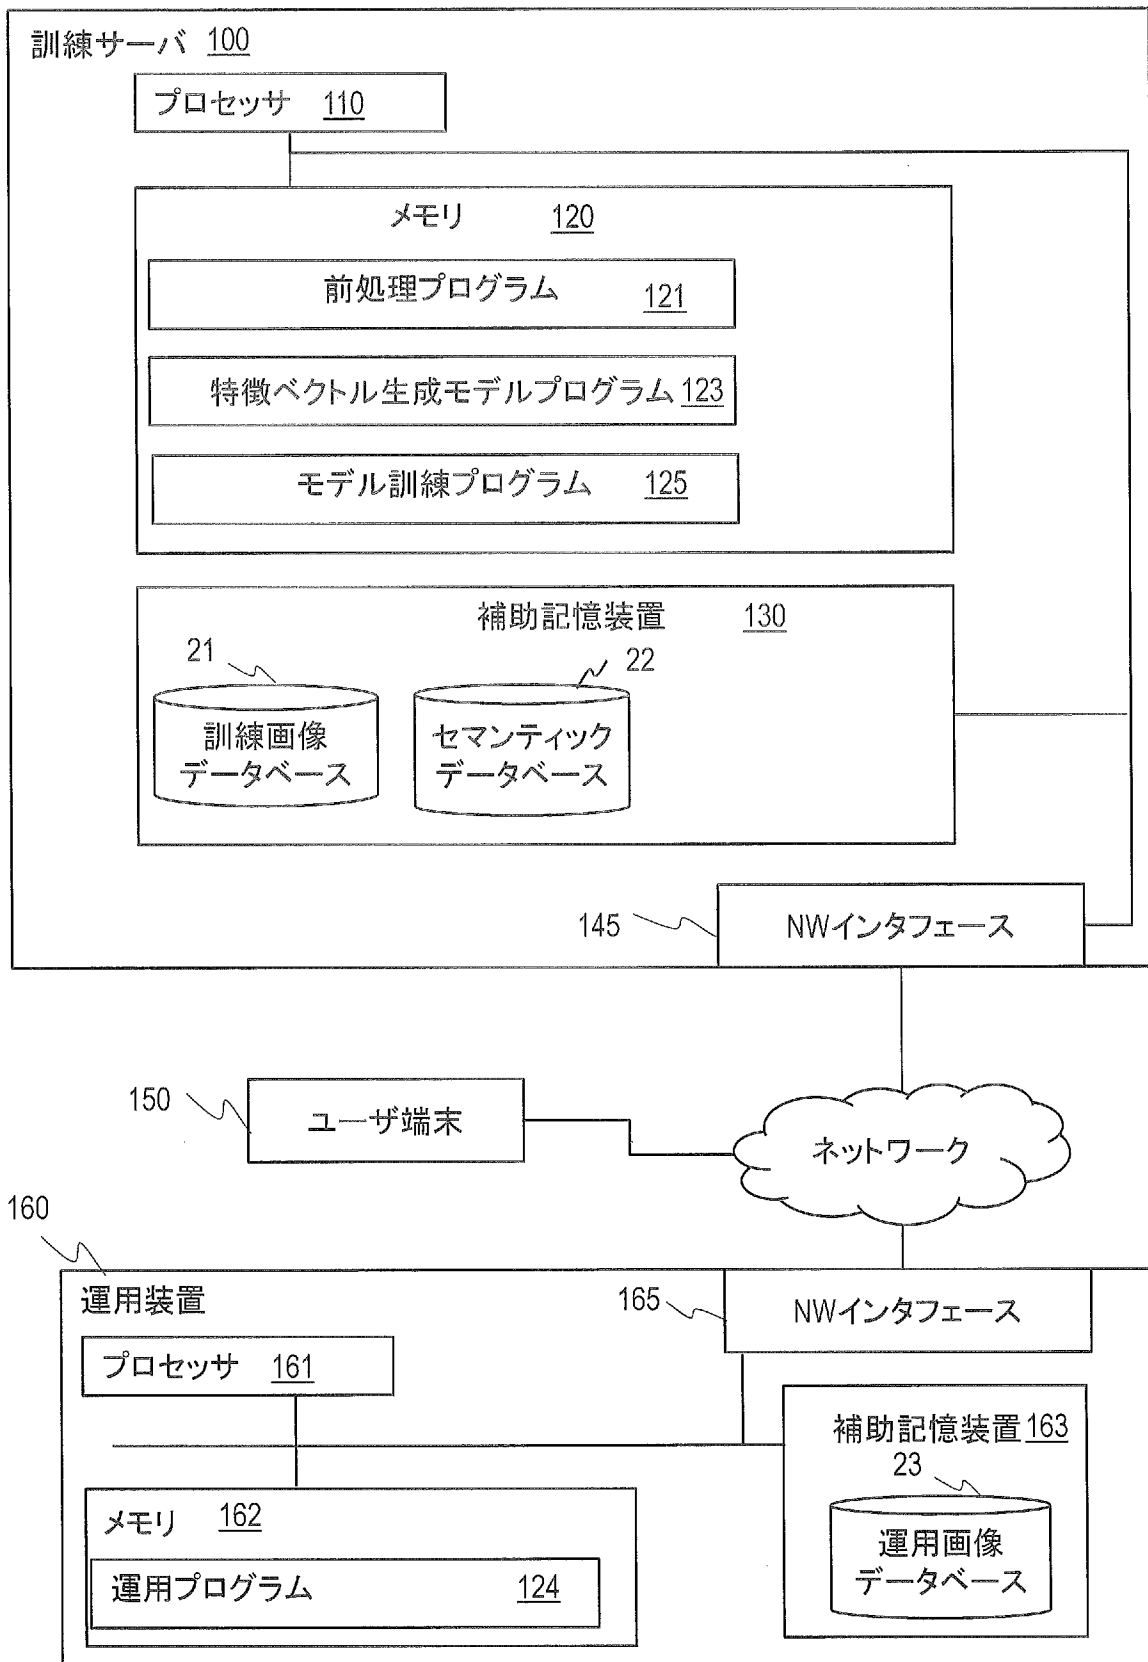 訓練サーバ 100
プロセッサ 110
メモリ 120
前処理プログラム 121
特徴ベクトル生成モデルプログラム 123
モデル訓練プログラム 125
補助記憶装置 130
21
訓練画像
データベース
22
セマンティック
データベース
145
NWインタフェース
150
ユーザ端末
ネットワーク
160
運用装置
165
NWインタフェース
プロセッサ 161
補助記憶装置 163
23
運用画像
データベース
メモリ 162
運用プログラム 124